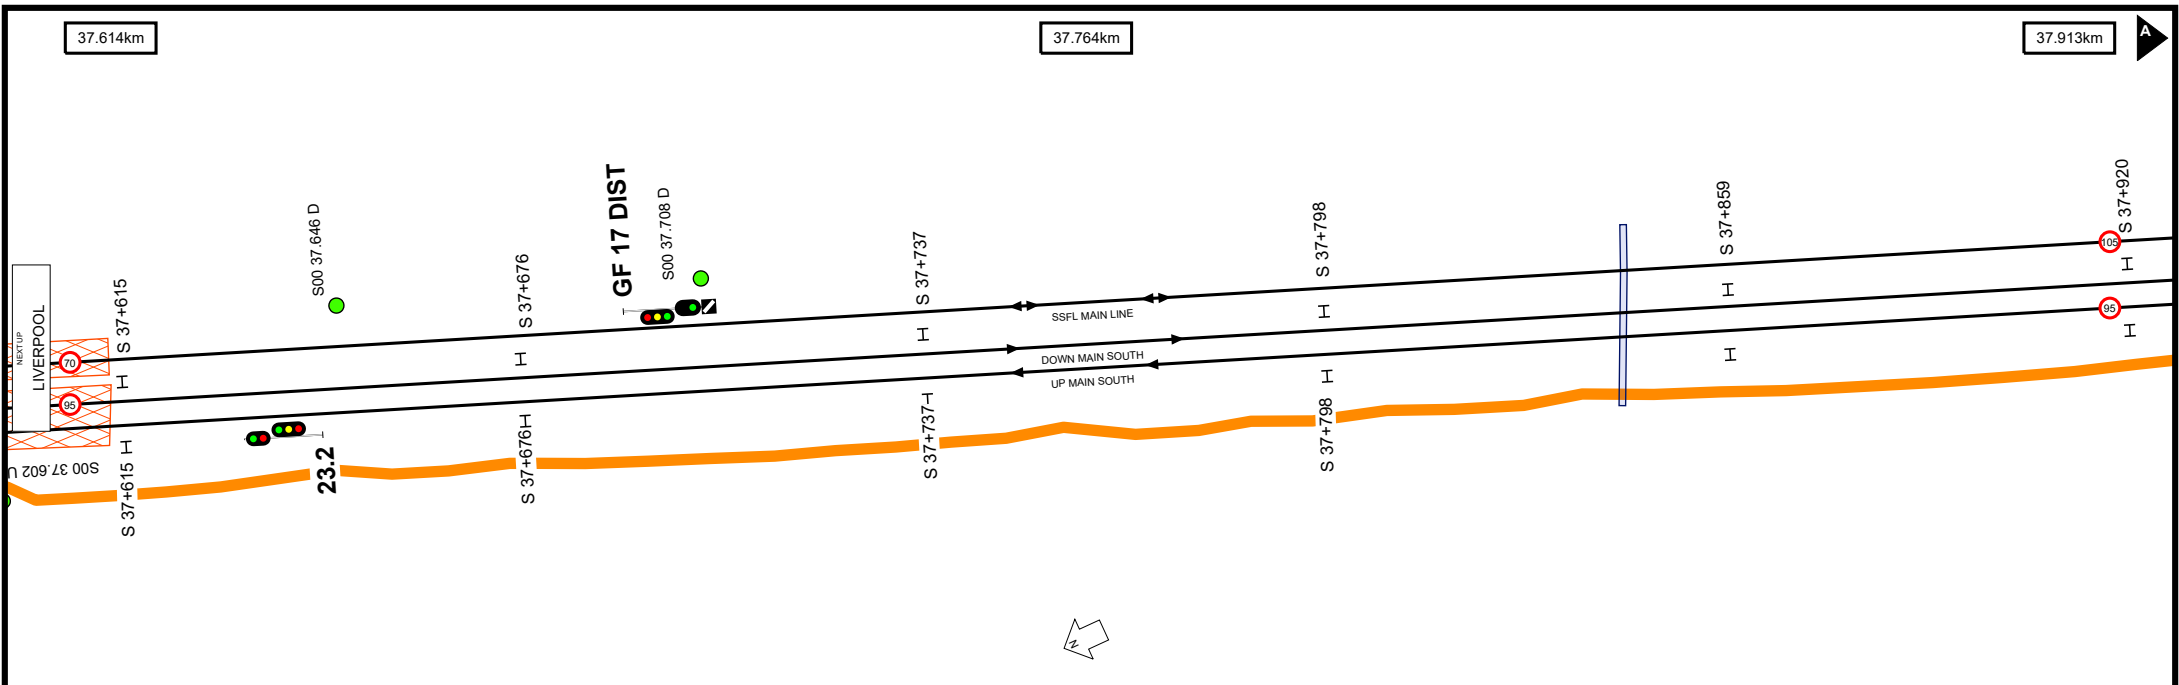 37.614km
37.764km
37.913km
A
NEXT UP
LIVERPOOL
70
95
S 37+615
S00 37.646 D
S 37+676
GF 17 DIST
S00 37.708 D
S 37+737
S 37+798
S 37+859
S 37+920
105
95
SSFL MAIN LINE
DOWN MAIN SOUTH
UP MAIN SOUTH
S00 37.602 U
S 37+615
23.2
S 37+676
S 37+737
S 37+798
N